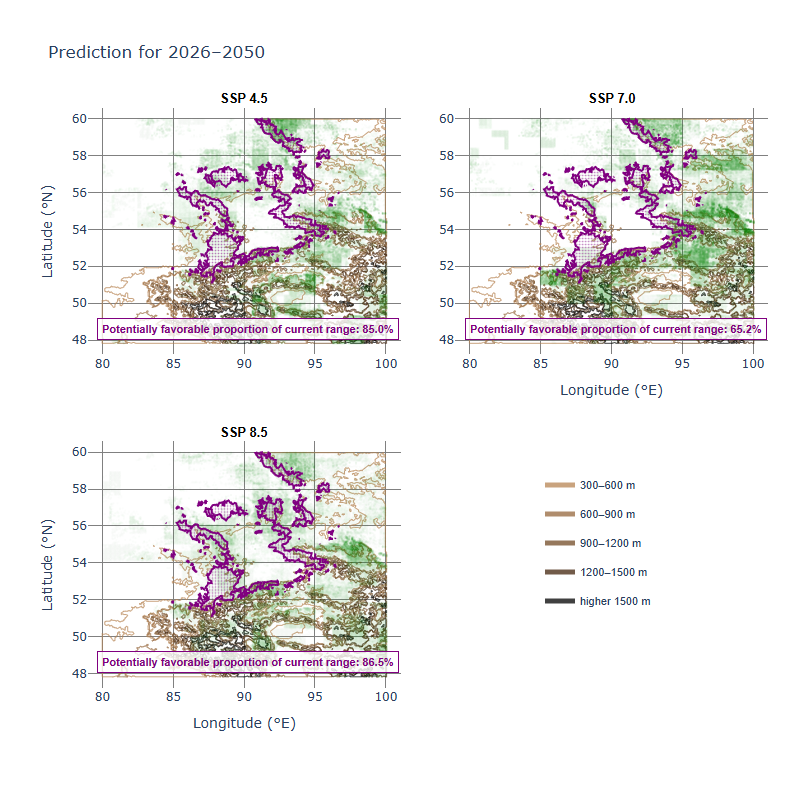 Prediction for 2026–2050
SSP 4.5
SSP 7.0
60
58
56
54
52
50
48
Latitude (°N)
Potentially favorable proportion of current range: 85.0%
80
85
90
95
100
60
58
56
54
52
50
48
Potentially favorable proportion of current range: 65.2%
80
85
90
95
100
Longitude (°E)
SSP 8.5
60
58
56
54
52
50
48
Latitude (°N)
Potentially favorable proportion of current range: 86.5%
80
85
90
95
100
Longitude (°E)
300–600 m
600–900 m
900–1200 m
1200–1500 m
higher 1500 m